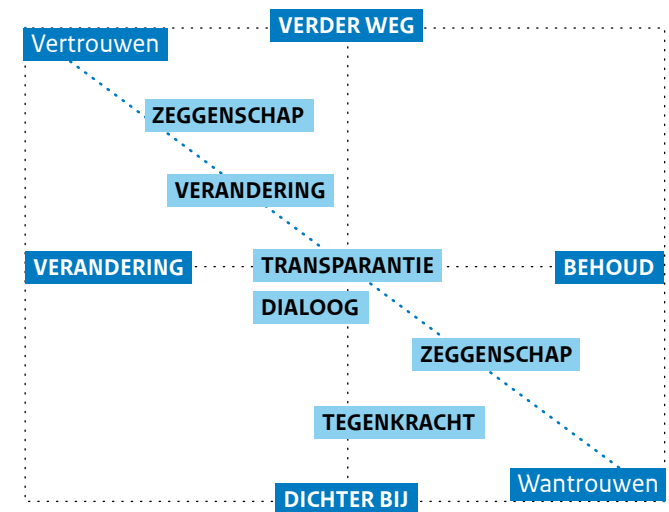 VERDER WEG
Vertrouwen
ZEGGENSCHAP
VERANDERING
VERANDERING
TRANSPARANTIE
BEHOUD
DIALOOG
ZEGGENSCHAP
TEGENKRACHT
Wantrouwen
DICHTER BIJ